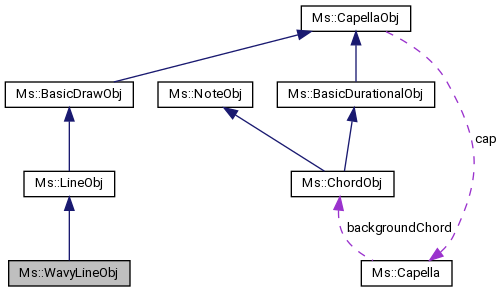 Ms::CapellaObj
Ms::BasicDrawObj
Ms::NoteObj
Ms::BasicDurationalObj
cap
Ms::LineObj
Ms::ChordObj
backgroundChord
Ms::WavyLineObj
Ms::Capella